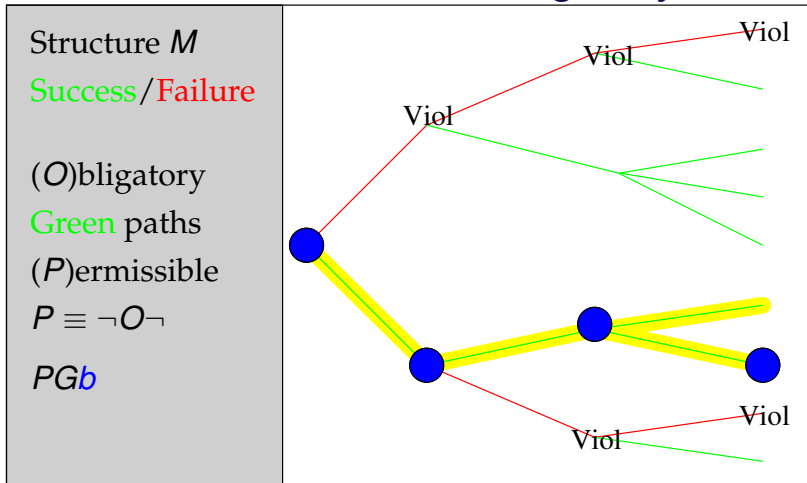 Structure M
Success/Failure
(O)bligatory
Green paths
(P)ermissible
P ≡ ¬O¬
PGb
Viol
Viol
Viol
Viol
Viol